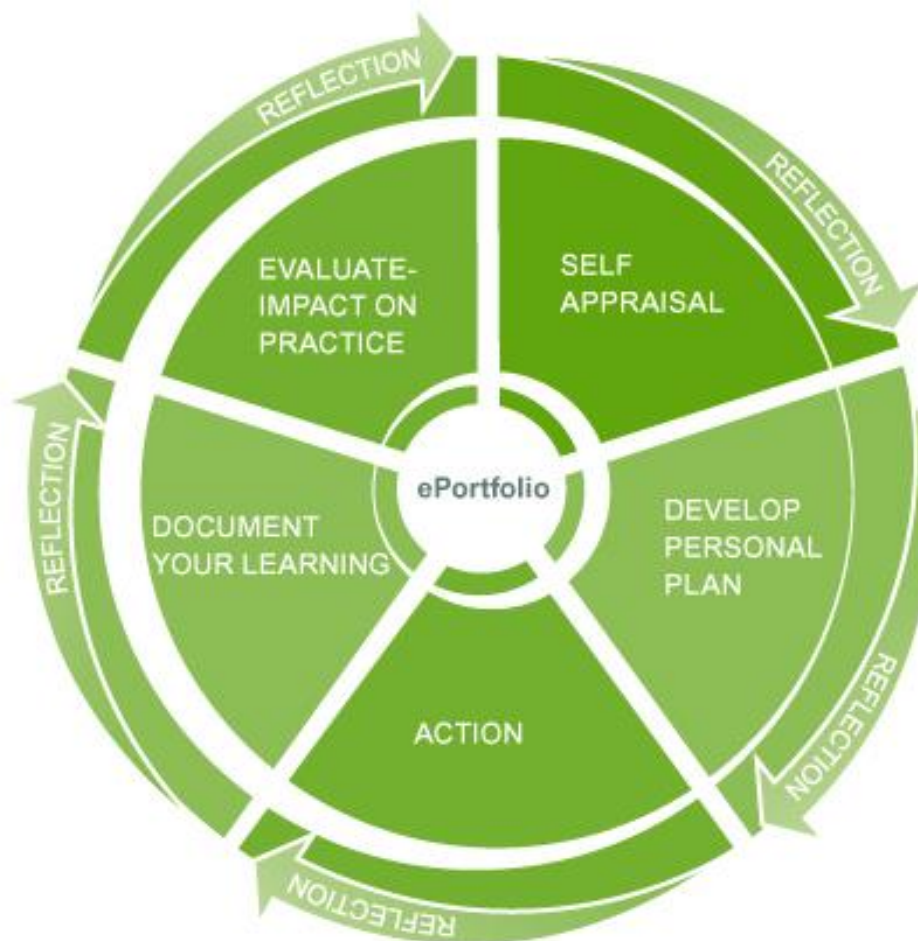 REFLECTION
REFLECTION
EVALUATE-
IMPACT ON
PRACTICE
SELF
APPRAISAL
ePortfolio
DOCUMENT
YOUR LEARNING
DEVELOP
PERSONAL
PLAN
REFLECTION
REFLECTION
ACTION
REFLECTION